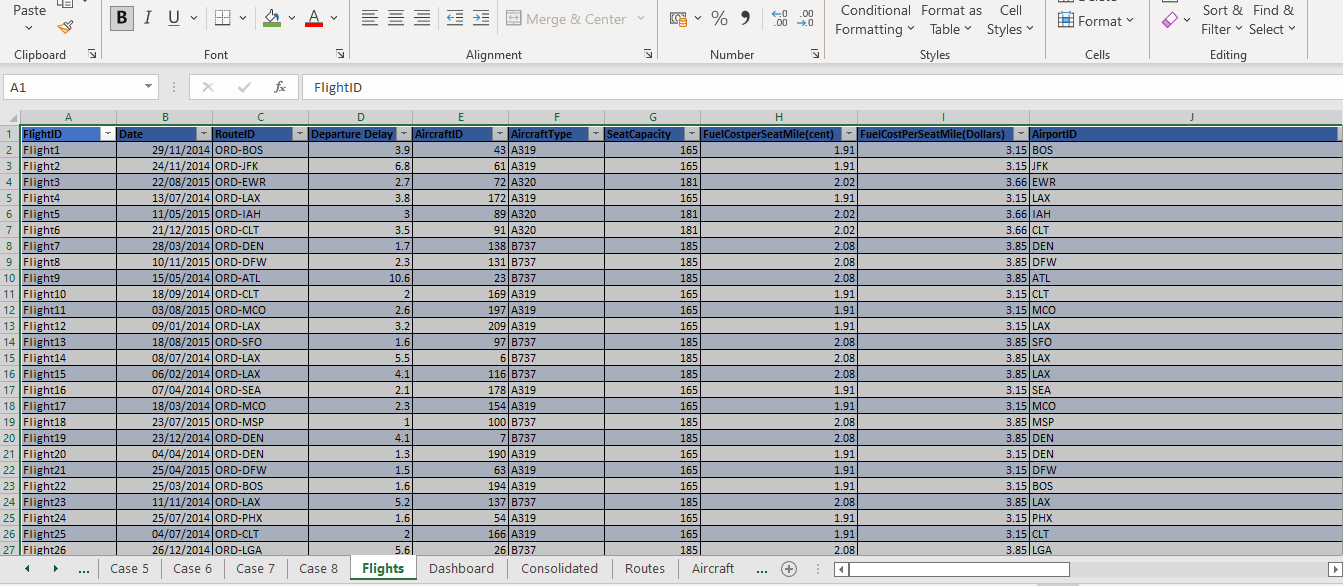 Paste
B I U A
Merge & Center
% , .00 .00
Conditional Formatting
Format as Table
Cell Styles
Format
Sort & Filter
Find & Select
Clipboard Font Alignment Number Styles Cells Editing
A1 fx FlightID
A B C D E F G H I J
1 FlightID Date RouteID Departure Delay AircraftID AircraftType SeatCapacity FuelCostperSeatMile(cent) FuelCostPerSeatMile(Dollars) AirportID
2 Flight1 29/11/2014 ORD-BOS 3.9 43 A319 165 1.91 3.15 BOS
3 Flight2 24/11/2014 ORD-JFK 6.8 61 A319 165 1.91 3.15 JFK
4 Flight3 22/08/2015 ORD-EWR 2.7 72 A320 181 2.02 3.66 EWR
5 Flight4 13/07/2014 ORD-LAX 3.8 172 A319 165 1.91 3.15 LAX
6 Flight5 11/05/2015 ORD-IAH 3 89 A320 181 2.02 3.66 IAH
7 Flight6 21/12/2015 ORD-CLT 3.5 91 A320 181 2.02 3.66 CLT
8 Flight7 28/03/2014 ORD-DEN 1.7 138 B737 185 2.08 3.85 DEN
9 Flight8 10/11/2015 ORD-DFW 2.3 131 B737 185 2.08 3.85 DFW
10 Flight9 15/05/2014 ORD-ATL 10.6 23 B737 185 2.08 3.85 ATL
11 Flight10 18/09/2014 ORD-CLT 2 169 A319 165 1.91 3.15 CLT
12 Flight11 03/08/2015 ORD-MCO 2.6 197 A319 165 1.91 3.15 MCO
13 Flight12 09/01/2014 ORD-LAX 3.2 209 A319 165 1.91 3.15 LAX
14 Flight13 18/08/2015 ORD-SFO 1.6 97 B737 185 2.08 3.85 SFO
15 Flight14 08/07/2014 ORD-LAX 5.5 6 B737 185 2.08 3.85 LAX
16 Flight15 06/02/2014 ORD-LAX 4.1 116 B737 185 2.08 3.85 LAX
17 Flight16 07/04/2014 ORD-SEA 2.1 178 A319 165 1.91 3.15 SEA
18 Flight17 18/03/2014 ORD-MCO 2.3 154 A319 165 1.91 3.15 MCO
19 Flight18 23/07/2015 ORD-MSP 1 100 B737 185 2.08 3.85 MSP
20 Flight19 23/12/2014 ORD-DEN 4.1 7 B737 185 2.08 3.85 DEN
21 Flight20 04/04/2014 ORD-DEN 1.3 190 A319 165 1.91 3.15 DEN
22 Flight21 25/04/2015 ORD-DFW 1.5 63 A319 165 1.91 3.15 DFW
23 Flight22 25/03/2014 ORD-BOS 1.6 194 A319 165 1.91 3.15 BOS
24 Flight23 11/11/2014 ORD-LAX 5.2 137 B737 185 2.08 3.85 LAX
25 Flight24 25/07/2014 ORD-PHX 1.6 54 A319 165 1.91 3.15 PHX
26 Flight25 04/07/2014 ORD-CLT 2 166 A319 165 1.91 3.15 CLT
27 Flight26 26/12/2014 ORD-LGA 5.6 26 B737 185 2.08 3.85 LGA
... Case 5 Case 6 Case 7 Case 8 Flights Dashboard Consolidated Routes Aircraft ...